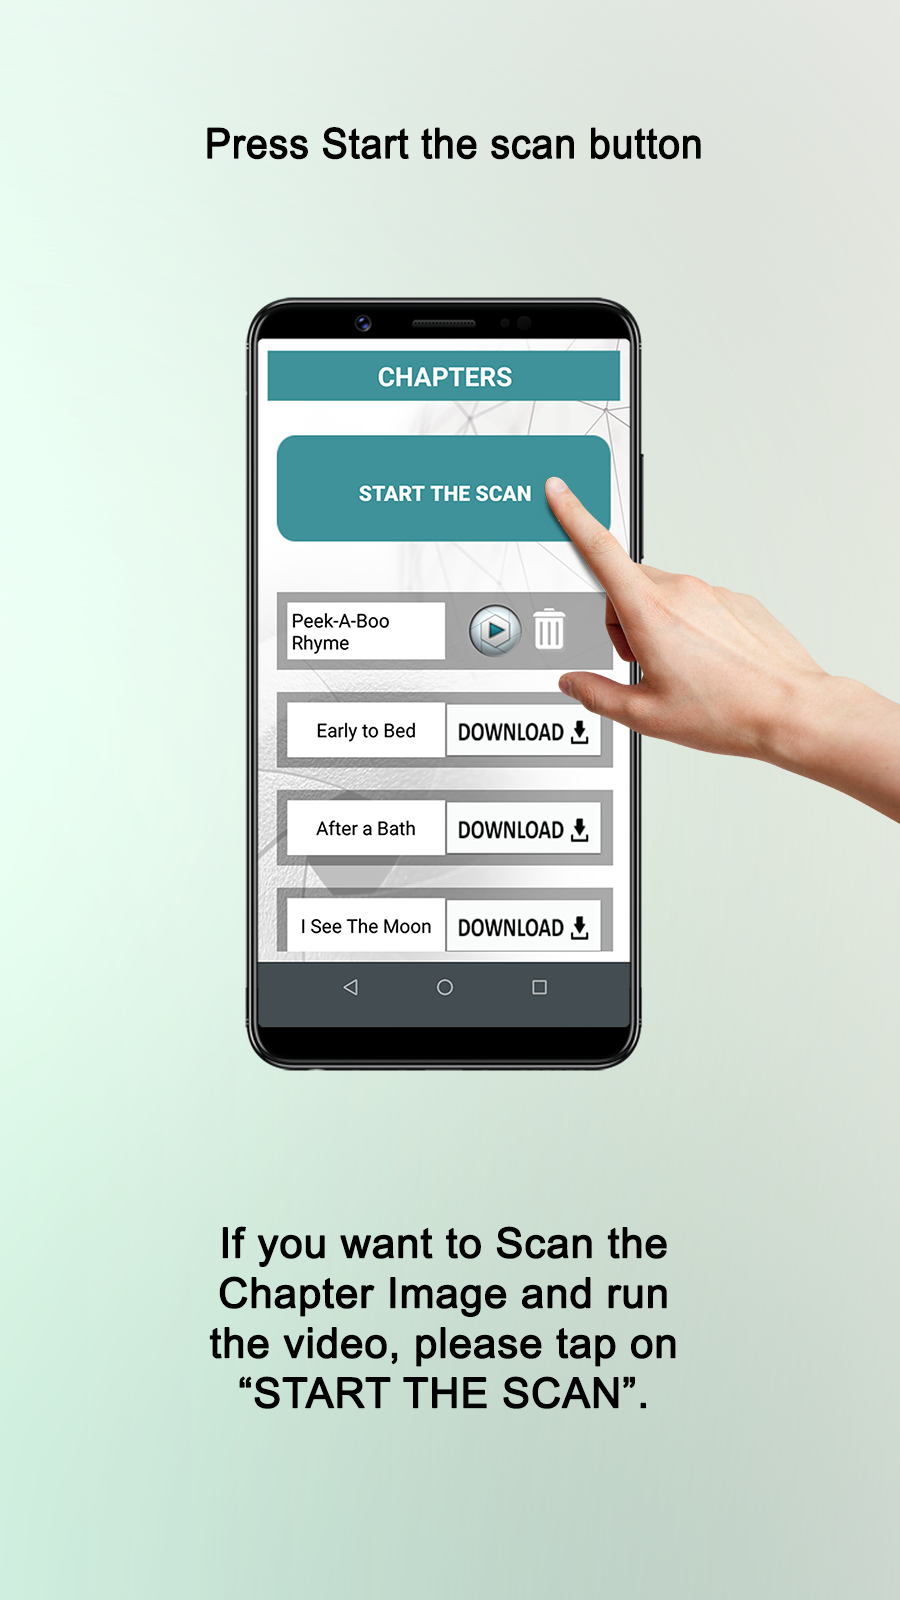 Press Start the scan button
CHAPTERS
START THE SCAN
Peek-A-Boo
Rhyme
Early to Bed
DOWNLOAD
After a Bath
DOWNLOAD
I See The Moon
DOWNLOAD
If you want to Scan the
Chapter Image and run
the video, please tap on
“START THE SCAN”.